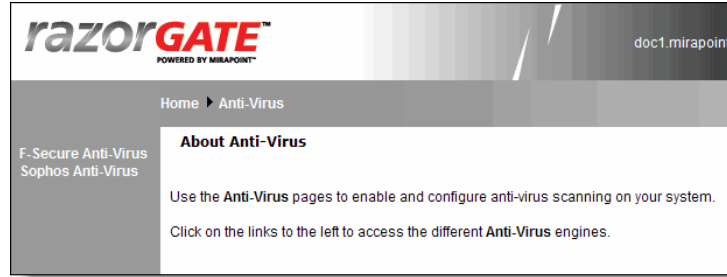 razorGATE™
POWERED BY MIRAPOINT™
doc1.mirapoint
Home Anti-Virus
F-Secure Anti-Virus
Sophos Anti-Virus
About Anti-Virus
Use the Anti-Virus pages to enable and configure anti-virus scanning on your system.
Click on the links to the left to access the different Anti-Virus engines.